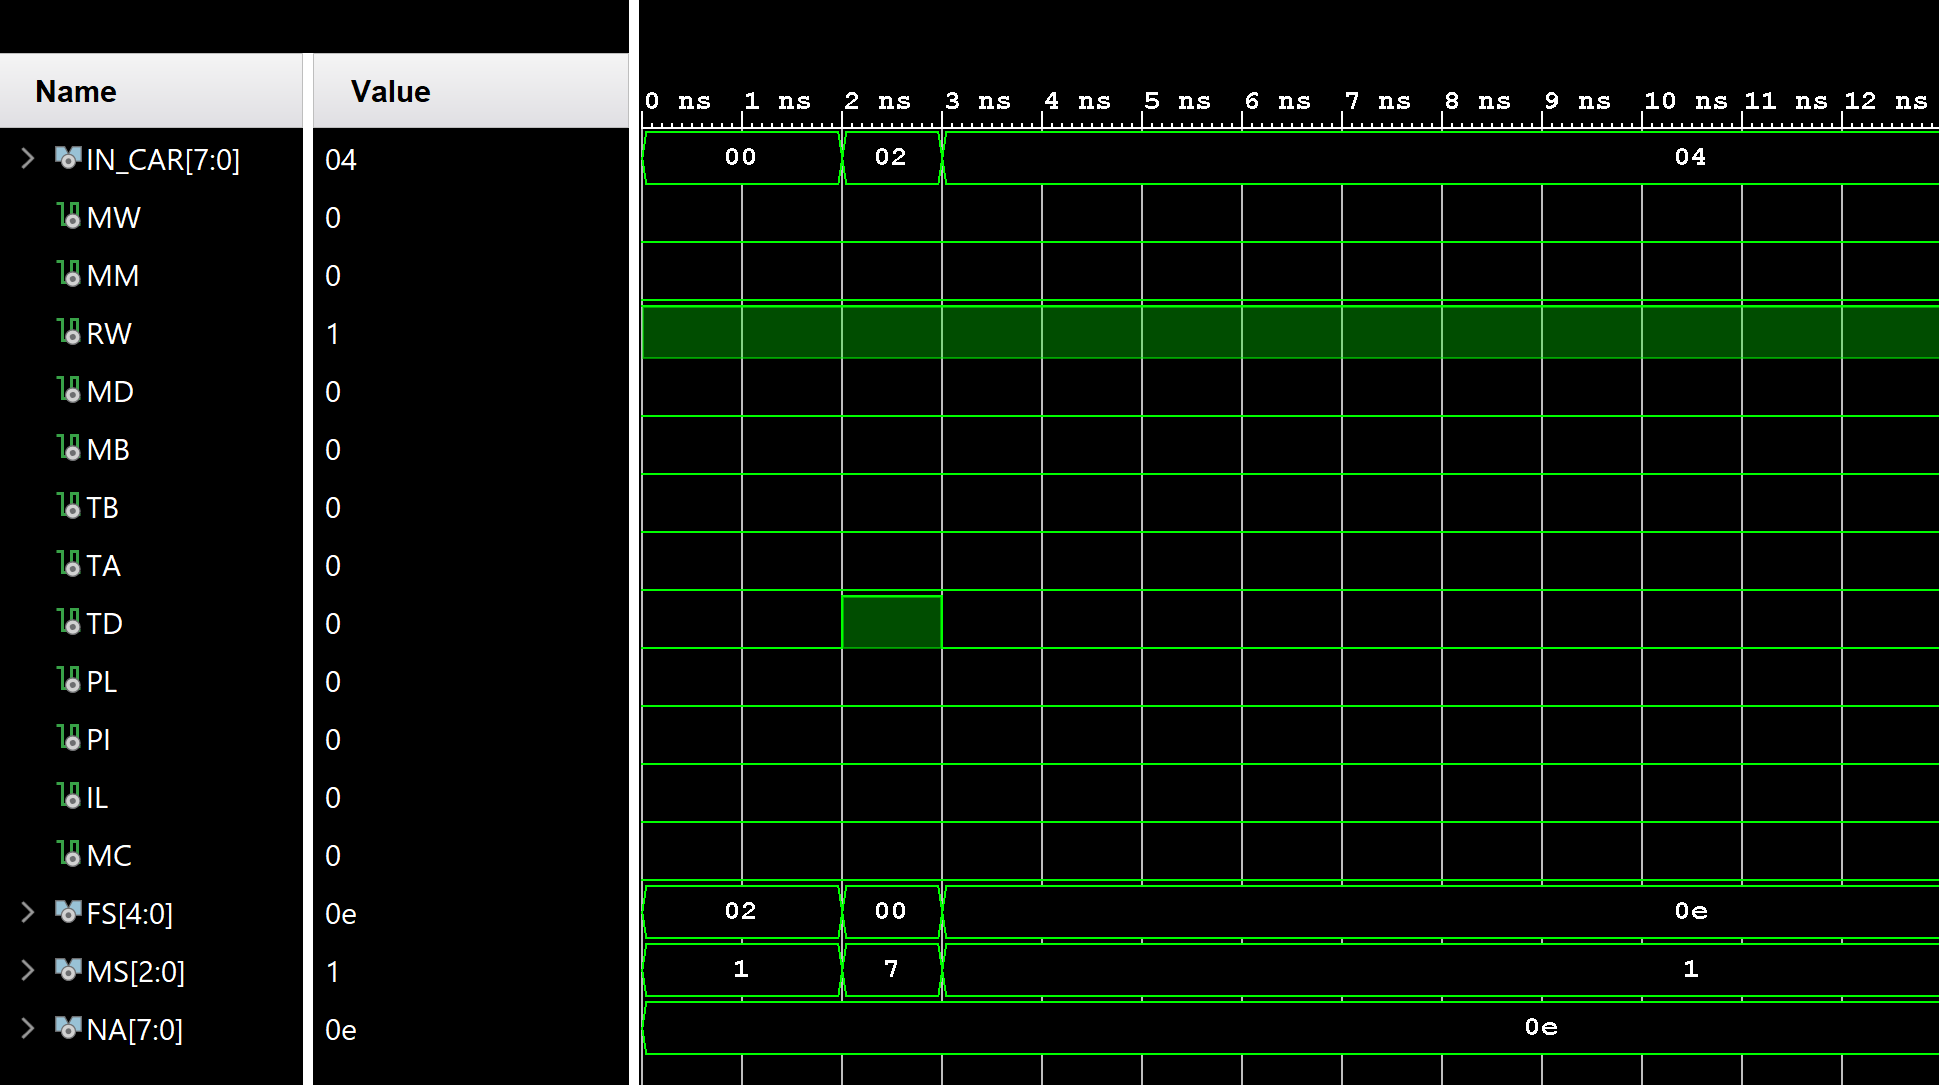 Name Value 0 ns 1 ns 2 ns 3 ns 4 ns 5 ns 6 ns 7 ns 8 ns 9 ns 10 ns 11 ns 12 ns
IN_CAR[7:0] 04 00 02 04
MW 0
MM 0
RW 1
MD 0
MB 0
TB 0
TA 0
TD 0
PL 0
PI 0
IL 0
MC 0
FS[4:0] 0e 02 00 0e
MS[2:0] 1 1 7 1
NA[7:0] 0e 0e